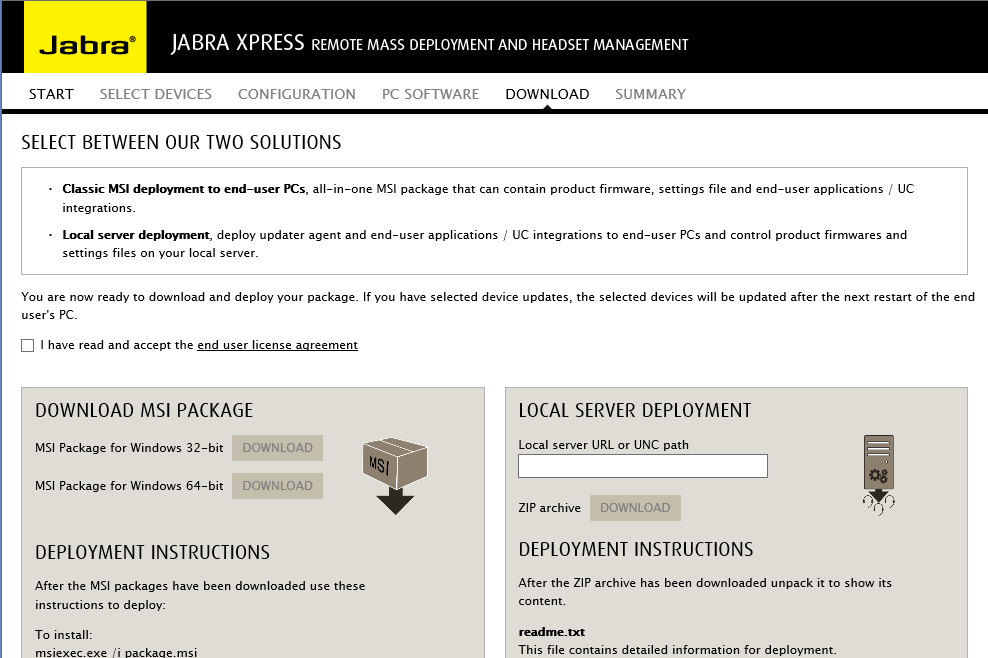 Jabra®
JABRA XPRESS REMOTE MASS DEPLOYMENT AND HEADSET MANAGEMENT
START SELECT DEVICES CONFIGURATION PC SOFTWARE DOWNLOAD SUMMARY
SELECT BETWEEN OUR TWO SOLUTIONS
· Classic MSI deployment to end-user PCs, all-in-one MSI package that can contain product firmware, settings file and end-user applications / UC
integrations.
· Local server deployment, deploy updater agent and end-user applications / UC integrations to end-user PCs and control product firmwares and
settings files on your local server.
You are now ready to download and deploy your package. If you have selected device updates, the selected devices will be updated after the next restart of the end
user's PC.
I have read and accept the end user license agreement
DOWNLOAD MSI PACKAGE
MSI Package for Windows 32-bit DOWNLOAD
MSI Package for Windows 64-bit DOWNLOAD
MSI
DEPLOYMENT INSTRUCTIONS
After the MSI packages have been downloaded use these
instructions to deploy:
To install:
msiexec.exe /i package.msi
LOCAL SERVER DEPLOYMENT
Local server URL or UNC path
ZIP archive DOWNLOAD
DEPLOYMENT INSTRUCTIONS
After the ZIP archive has been downloaded unpack it to show its
content.
readme.txt
This file contains detailed information for deployment.